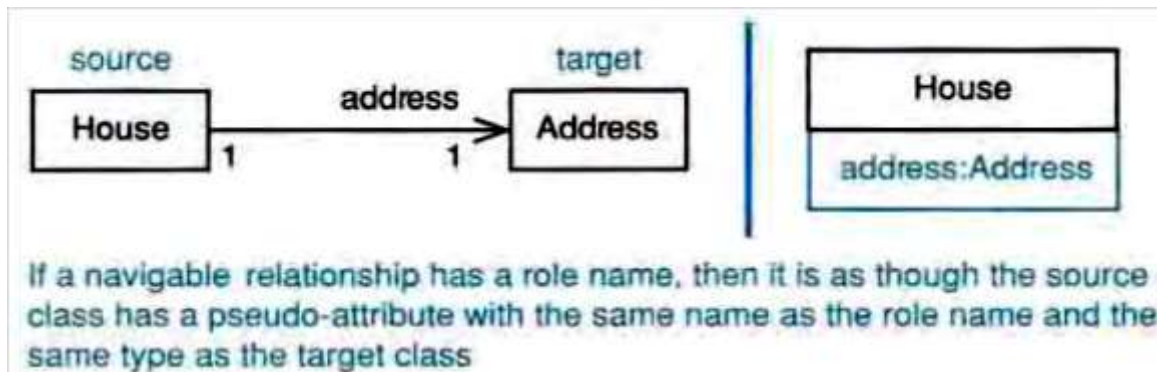 source
target
House
address
Address
1
1
House
address:Address
If a navigable relationship has a role name, then it is as though the source
class has a pseudo-attribute with the same name as the role name and the
same type as the target class